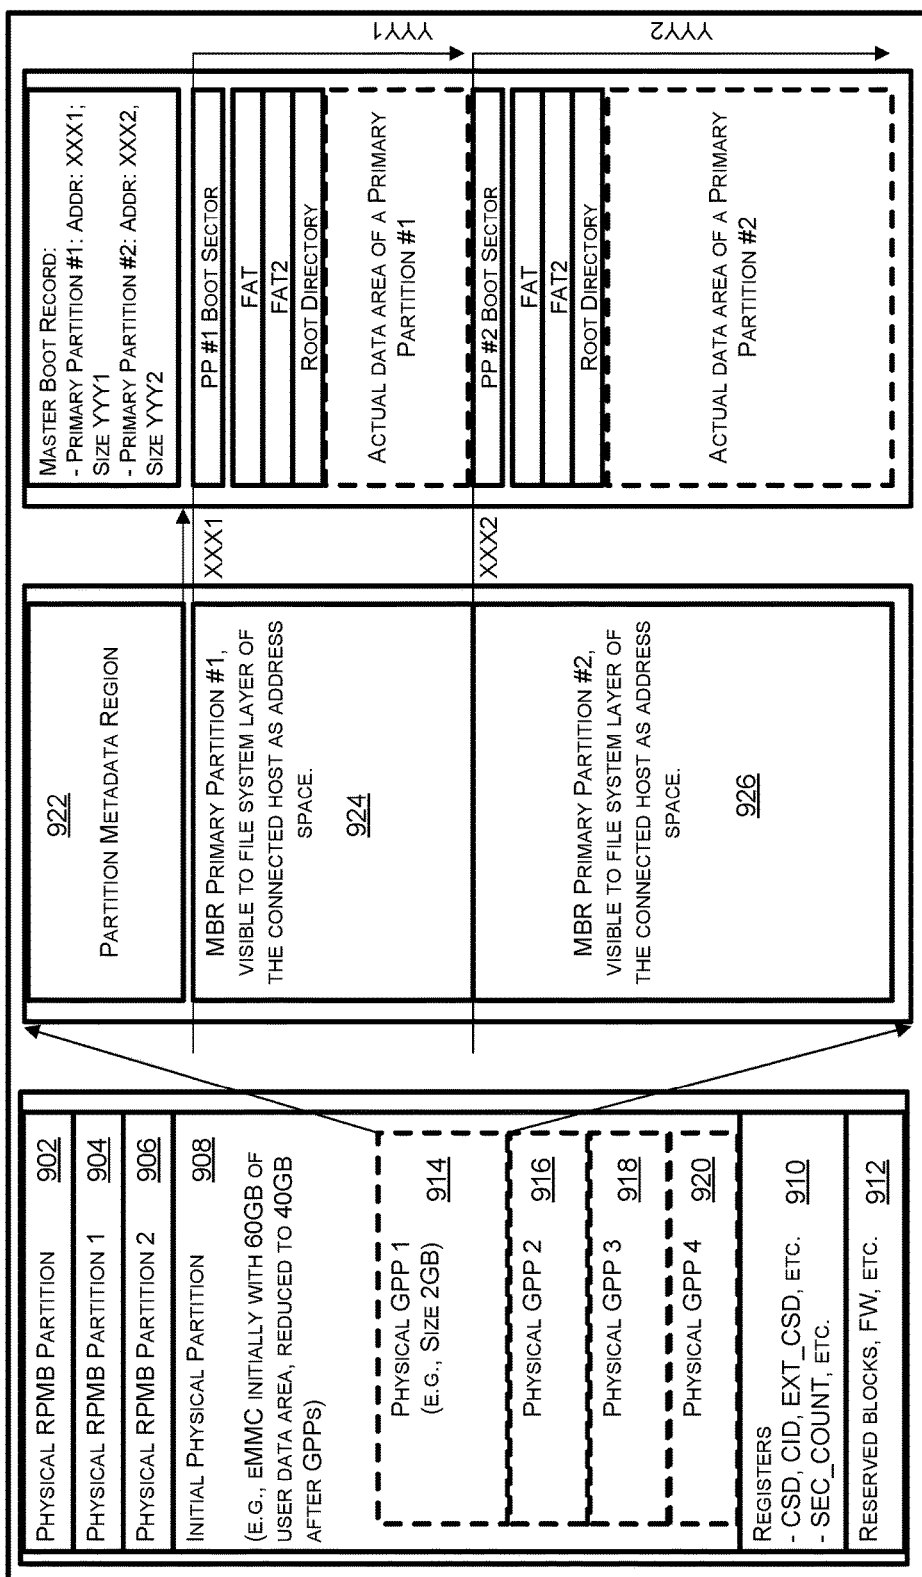 PHYSICAL RPMB PARTITION 902
PHYSICAL RPMB PARTITION 1 904
PHYSICAL RPMB PARTITION 2 906
INITIAL PHYSICAL PARTITION 908
(E.G., EMMC INITIALLY WITH 60GB OF
USER DATA AREA, REDUCED TO 40GB
AFTER GPPS)
PHYSICAL GPP 1 914
(E.G., SIZE 2GB)
PHYSICAL GPP 2 916
PHYSICAL GPP 3 918
PHYSICAL GPP 4 920
REGISTERS 910
- CSD, CID, EXT_CSD, ETC.
- SEC_COUNT, ETC.
RESERVED BLOCKS, FW, ETC. 912
922
PARTITION METADATA REGION
MBR PRIMARY PARTITION #1,
VISIBLE TO FILE SYSTEM LAYER OF
THE CONNECTED HOST AS ADDRESS
SPACE.
924
MBR PRIMARY PARTITION #2,
VISIBLE TO FILE SYSTEM LAYER OF
THE CONNECTED HOST AS ADDRESS
SPACE.
926
XXX1
XXX2
MASTER BOOT RECORD:
- PRIMARY PARTITION #1: ADDR: XXX1;
SIZE YYY1
- PRIMARY PARTITION #2: ADDR: XXX2,
SIZE YYY2
PP #1 BOOT SECTOR
FAT
FAT2
ROOT DIRECTORY
ACTUAL DATA AREA OF A PRIMARY
PARTITION #1
PP #2 BOOT SECTOR
FAT
FAT2
ROOT DIRECTORY
ACTUAL DATA AREA OF A PRIMARY
PARTITION #2
YYY1
YYY2